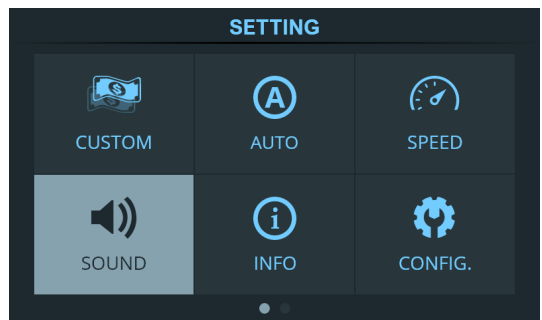 SETTING
CUSTOM
AUTO
SPEED
SOUND
INFO
CONFIG.